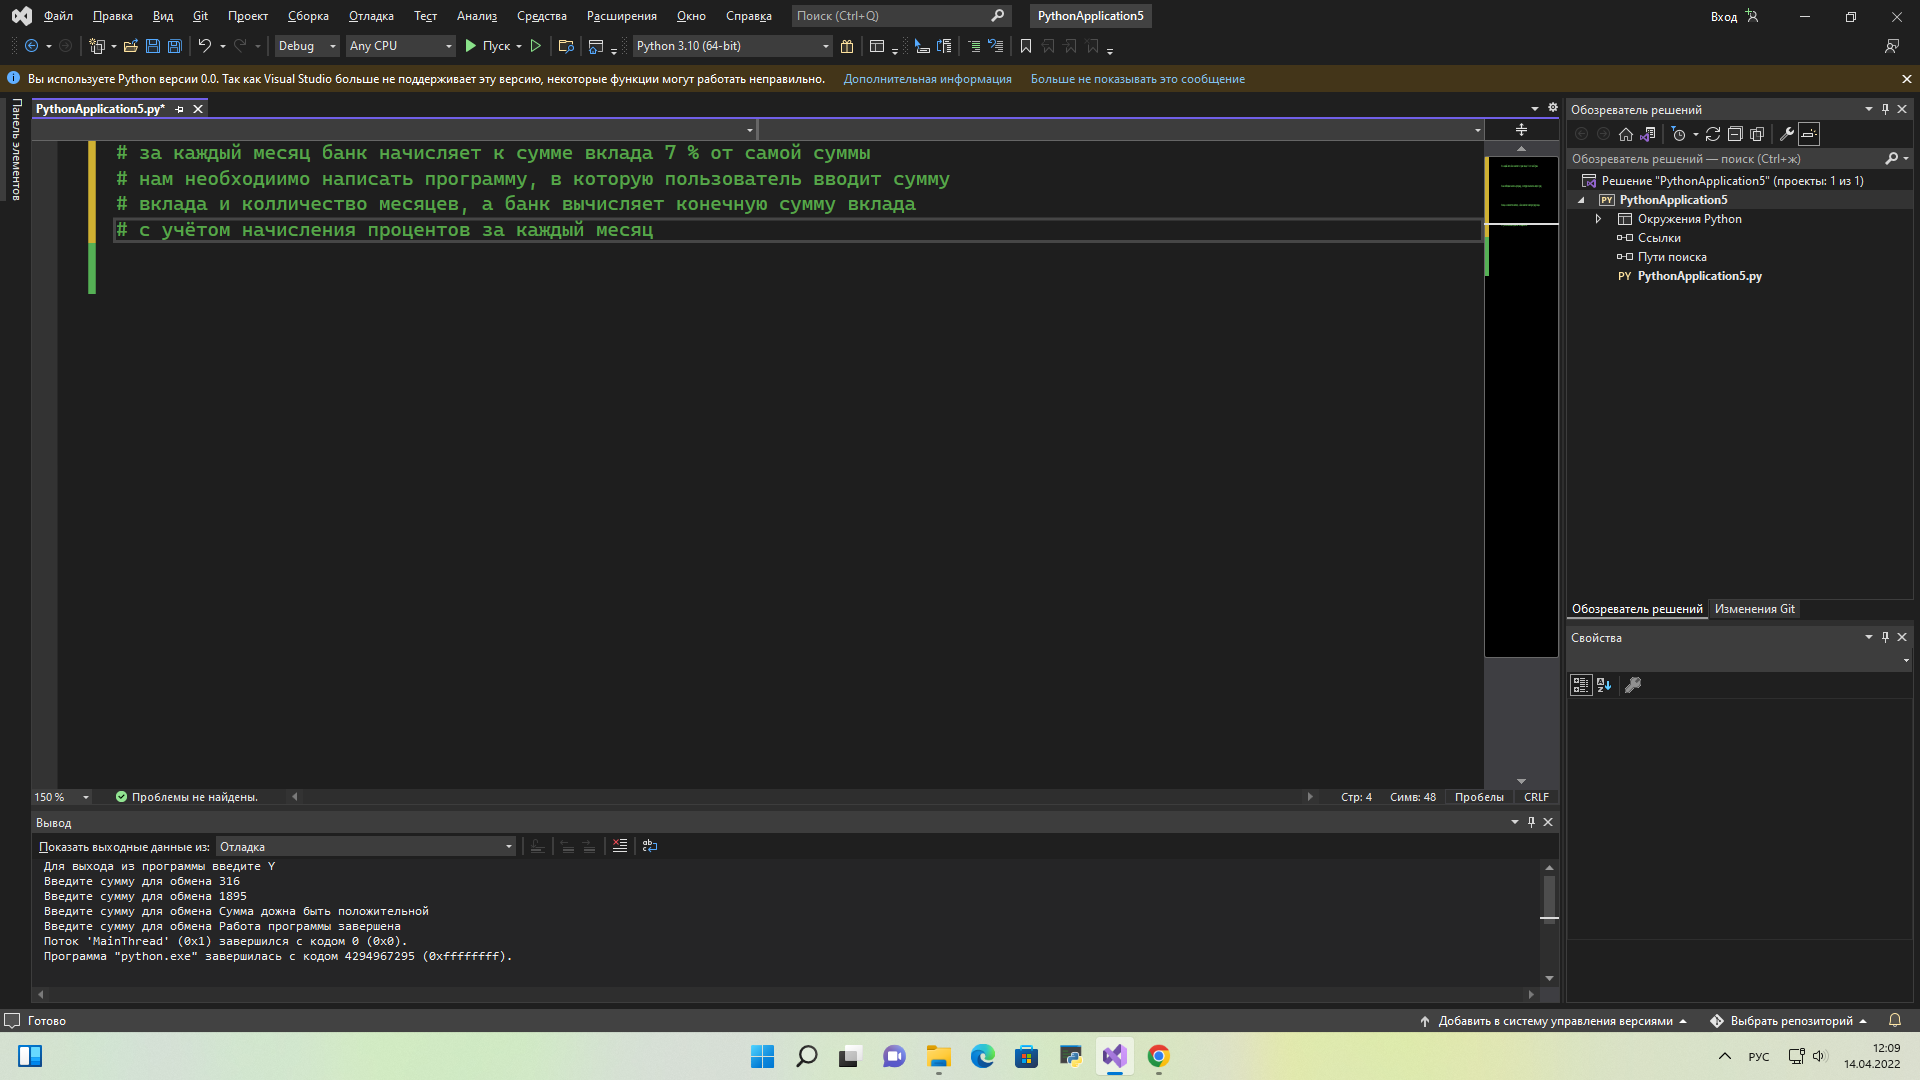 Файл Правка Вид Git Проект Сборка Отладка Тест Анализ Средства Расширения Окно Справка Поиск (Ctrl+Q) PythonApplication5 Вход
Debug Any CPU Пуск Python 3.10 (64-bit)
Вы используете Python версии 0.0. Так как Visual Studio больше не поддерживает эту версию, некоторые функции могут работать неправильно. Дополнительная информация Больше не показывать это сообщение
Панель элементов
PythonApplication5.py*
# за каждый месяц банк начисляет к сумме вклада 7 % от самой суммы
# нам необходиимо написать программу, в которую пользователь вводит сумму
# вклада и колличество месяцев, а банк вычисляет конечную сумму вклада
# с учётом начисления процентов за каждый месяц
150 % Проблемы не найдены. Стр: 4 Симв: 48 Пробелы CRLF
Вывод
Показать выходные данные из: Отладка
Для выхода из программы введите Y
Введите сумму для обмена 316
Введите сумму для обмена 1895
Введите сумму для обмена Сумма дожна быть положительной
Введите сумму для обмена Работа программы завершена
Поток 'MainThread' (0x1) завершился с кодом 0 (0x0).
Программа "python.exe" завершилась с кодом 4294967295 (0xffffffff).
Обозреватель решений
Обозреватель решений — поиск (Ctrl+ж)
Решение "PythonApplication5" (проекты: 1 из 1)
PY PythonApplication5
Окружения Python
Ссылки
Пути поиска
PY PythonApplication5.py
Обозреватель решений Изменения Git
Свойства
Готово Добавить в систему управления версиями Выбрать репозиторий
РУС 12:09
14.04.2022